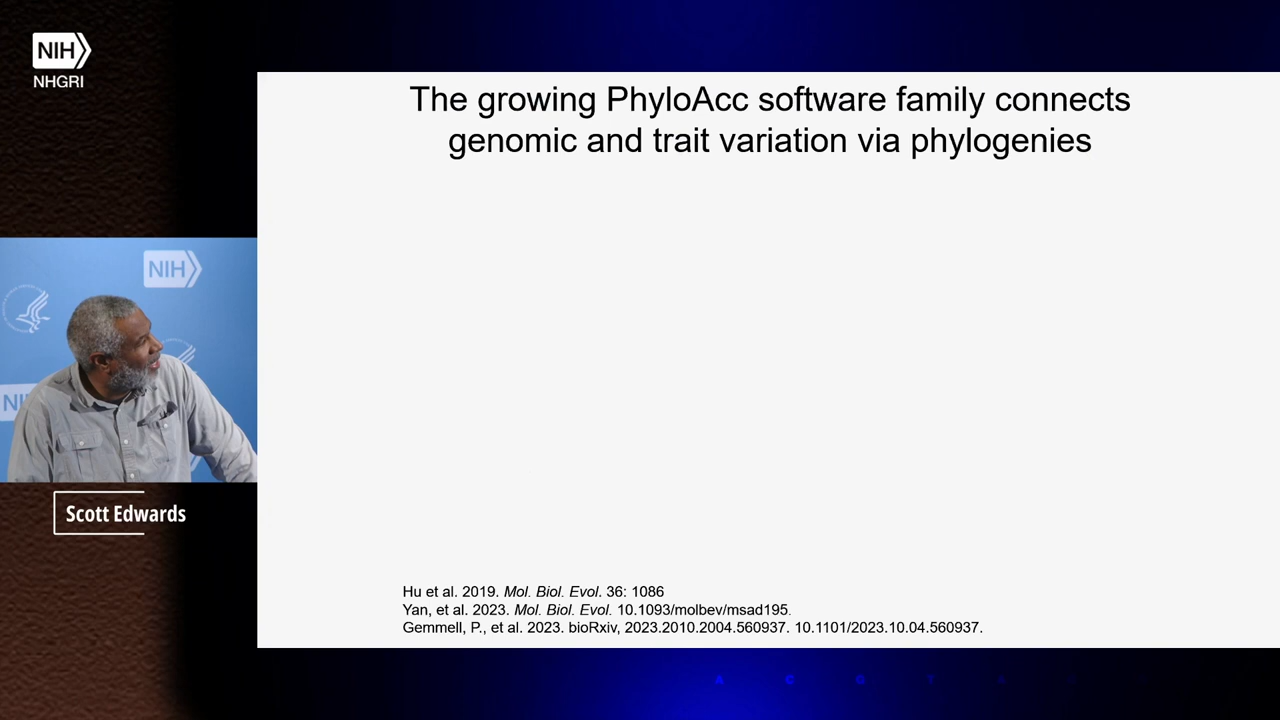 NIH
NHGRI
The growing PhyloAcc software family connects
genomic and trait variation via phylogenies
NIH
NI
Scott Edwards
Hu et al. 2019. Mol. Biol. Evol. 36: 1086
Yan, et al. 2023. Mol. Biol. Evol. 10.1093/molbev/msad195.
Gemmell, P., et al. 2023. bioRxiv, 2023.2010.2004.560937. 10.1101/2023.10.04.560937.
A C G T A